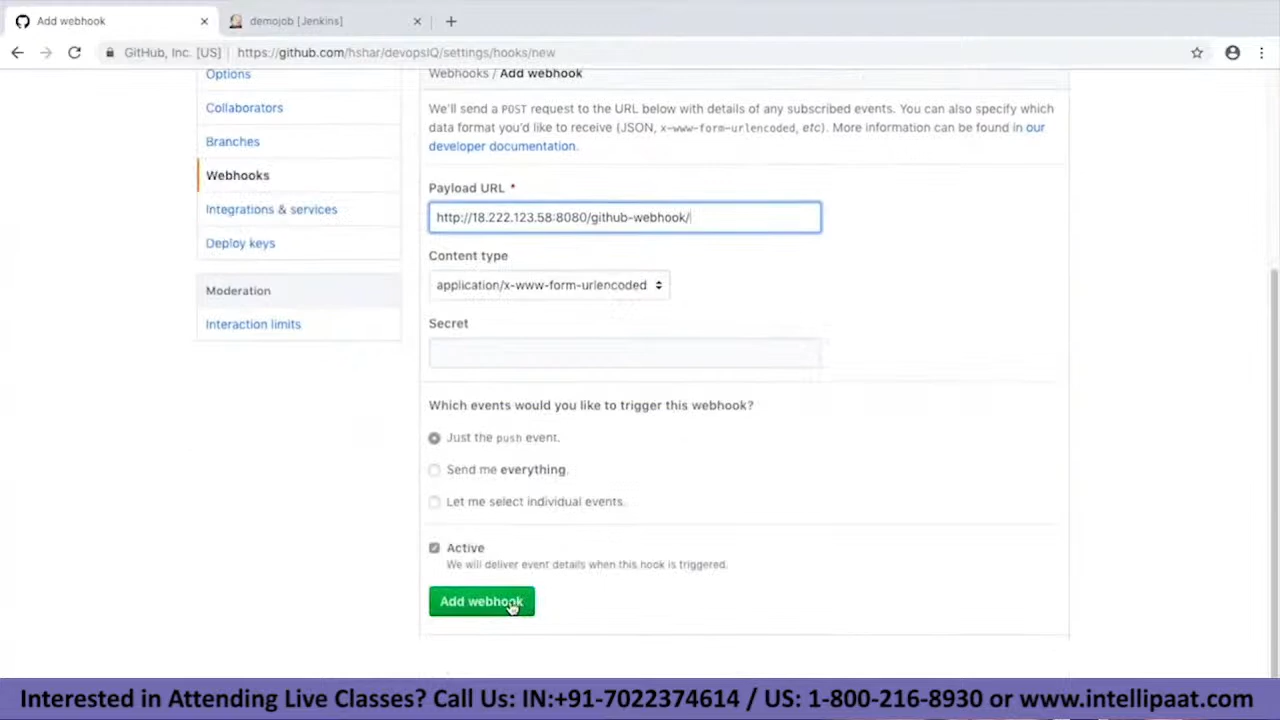 Add webhook
demojob [Jenkins]
GitHub, Inc. [US] https://github.com/hshar/devopsIQ/settings/hooks/new
Options
Collaborators
Branches
Webhooks
Integrations & services
Deploy keys
Moderation
Interaction limits
Webhooks / Add webhook
We'll send a POST request to the URL below with details of any subscribed events. You can also specify which
data format you'd like to receive (JSON, x-www-form-urlencoded, etc). More information can be found in our
developer documentation.
Payload URL *
http://18.222.123.58:8080/github-webhook/
Content type
application/x-www-form-urlencoded
Secret
Which events would you like to trigger this webhook?
Just the push event.
Send me everything.
Let me select individual events.
Active
We will deliver event details when this hook is triggered.
Add webhook
Interested in Attending Live Classes? Call Us: IN:+91-7022374614 / US: 1-800-216-8930 or www.intellipaat.com